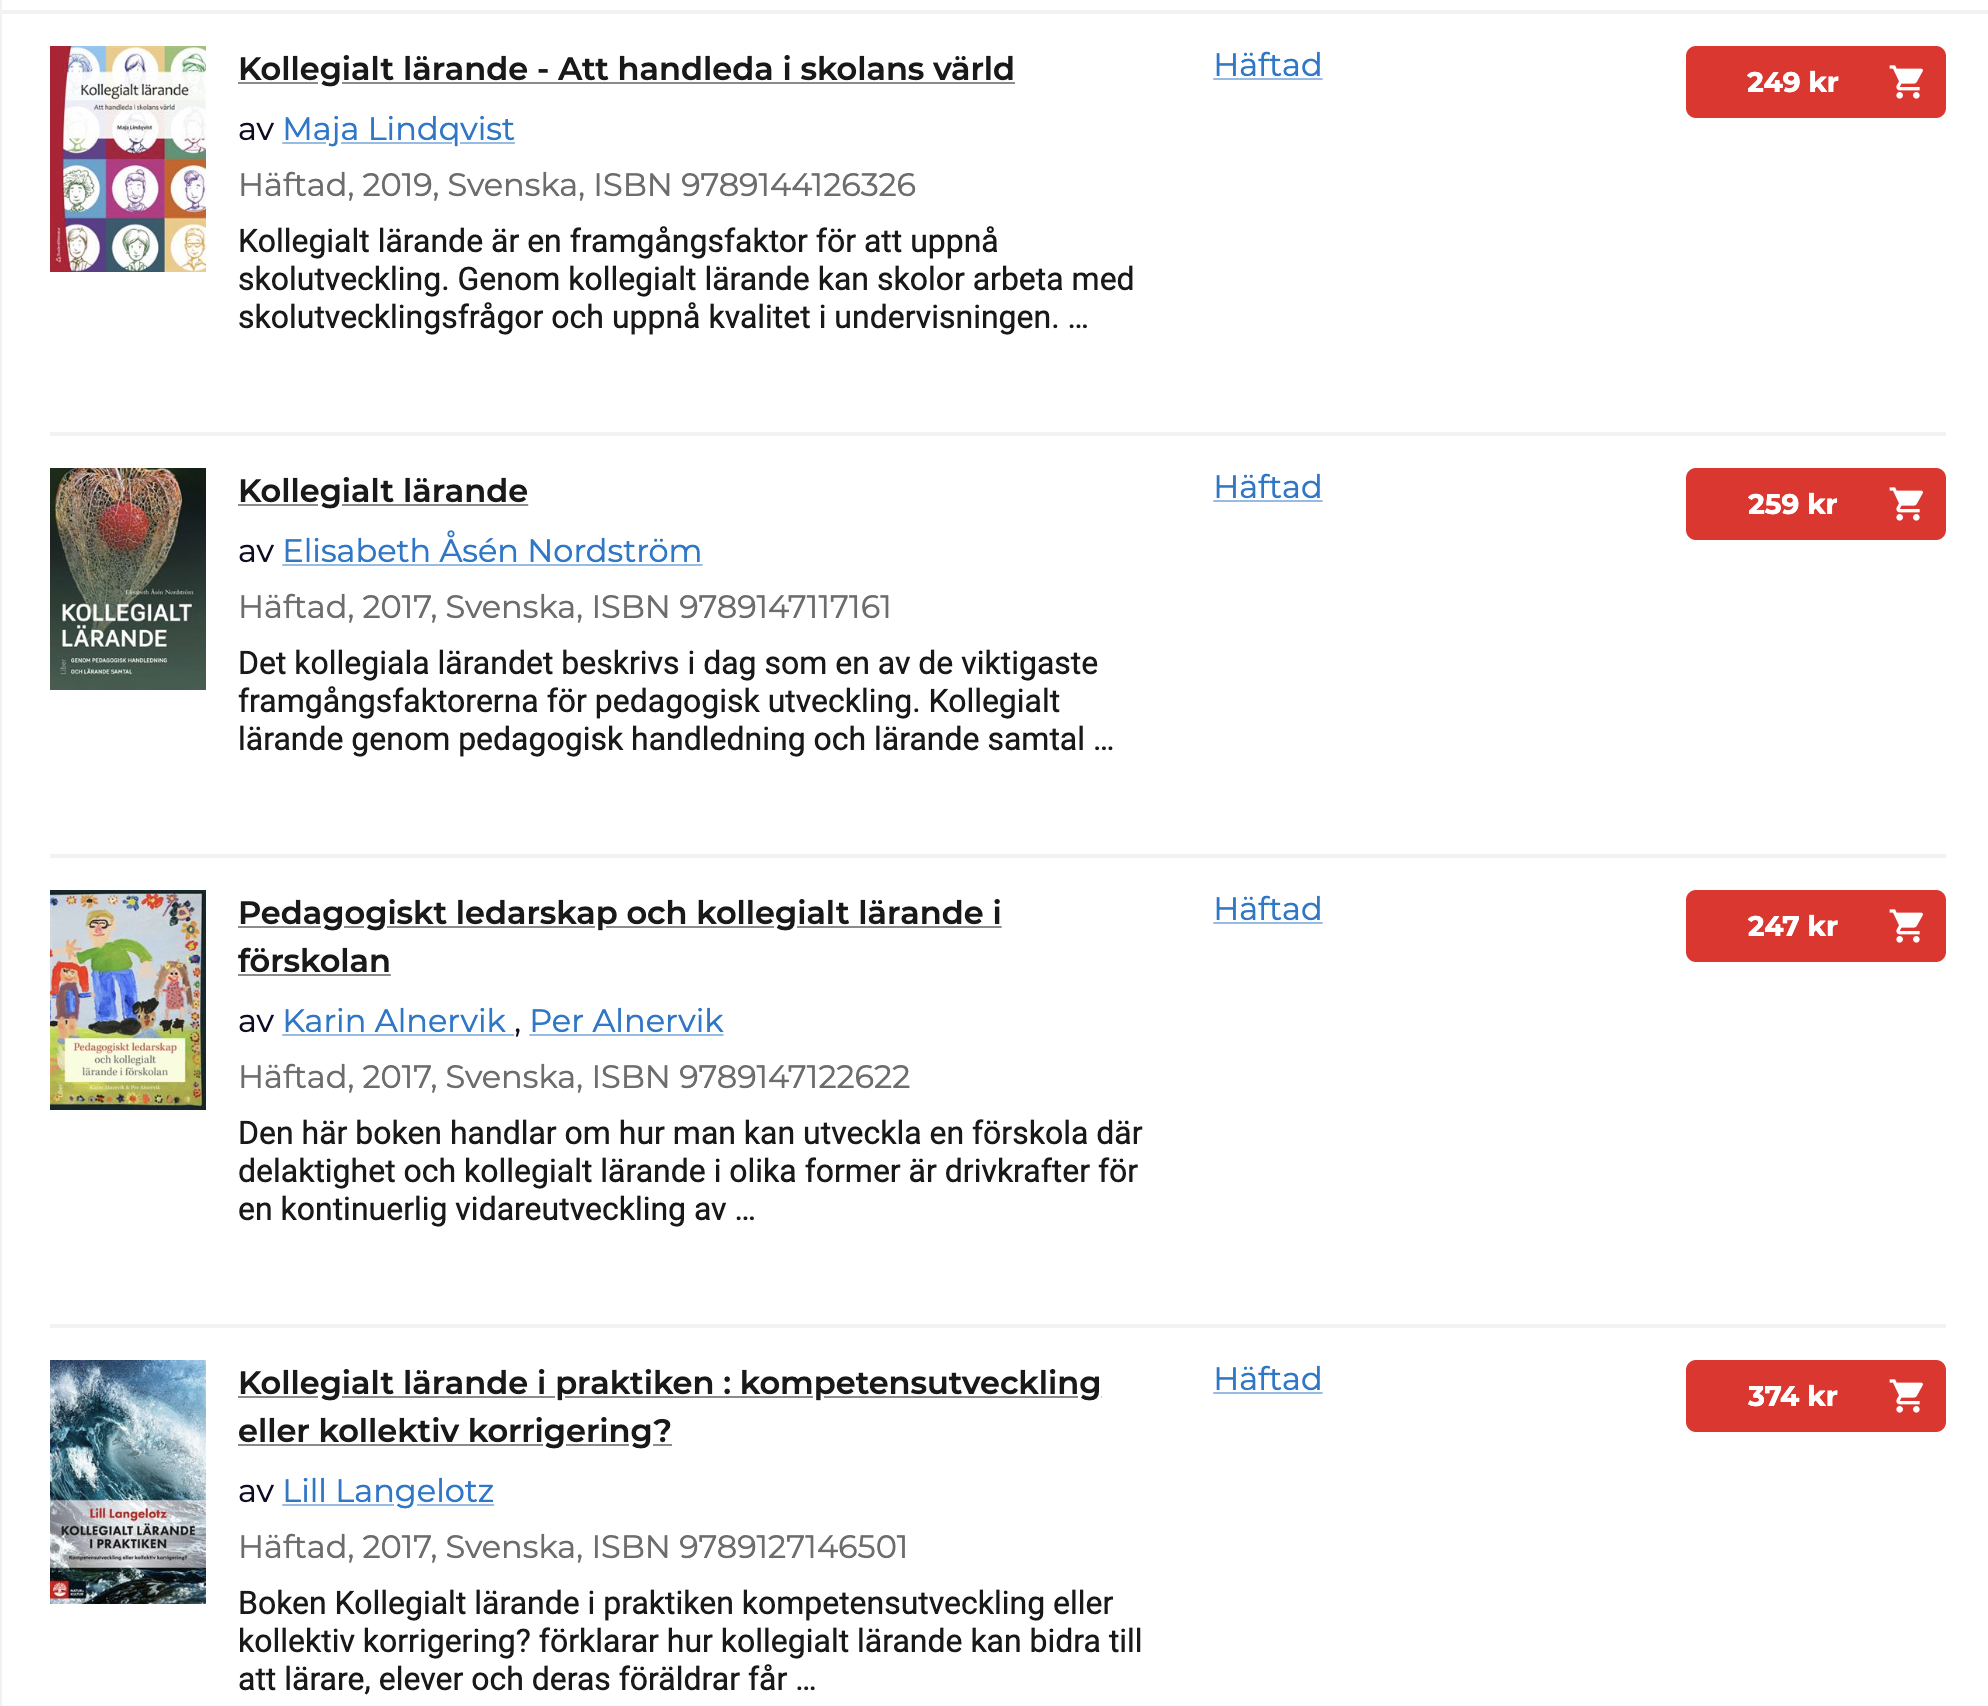 Kollegialt lärande
Att handleda i skolans värld
Maja Lindqvist
Kollegialt lärande - Att handleda i skolans värld
av Maja Lindqvist
Häftad, 2019, Svenska, ISBN 9789144126326
Kollegialt lärande är en framgångsfaktor för att uppnå
skolutveckling. Genom kollegialt lärande kan skolor arbeta med
skolutvecklingsfrågor och uppnå kvalitet i undervisningen. ...
Häftad
249 kr
Elisabeth Åsén Nordström
KOLLEGIALT
LÄRANDE
GENOM PEDAGOGISK HANDLEDNING
OCH LÄRANDE SAMTAL
Liber
Kollegialt lärande
av Elisabeth Åsén Nordström
Häftad, 2017, Svenska, ISBN 9789147117161
Det kollegiala lärandet beskrivs i dag som en av de viktigaste
framgångsfaktorerna för pedagogisk utveckling. Kollegialt
lärande genom pedagogisk handledning och lärande samtal ...
Häftad
259 kr
Pedagogiskt ledarskap
och kollegialt
lärande i förskolan
Karin Alnervik & Per Alnervik
Pedagogiskt ledarskap och kollegialt lärande i
förskolan
av Karin Alnervik , Per Alnervik
Häftad, 2017, Svenska, ISBN 9789147122622
Den här boken handlar om hur man kan utveckla en förskola där
delaktighet och kollegialt lärande i olika former är drivkrafter för
en kontinuerlig vidareutveckling av ...
Häftad
247 kr
Lill Langelotz
KOLLEGIALT LÄRANDE
I PRAKTIKEN
Kompetensutveckling eller kollektiv korrigering?
NATUR
KULTUR
Kollegialt lärande i praktiken : kompetensutveckling
eller kollektiv korrigering?
av Lill Langelotz
Häftad, 2017, Svenska, ISBN 9789127146501
Boken Kollegialt lärande i praktiken kompetensutveckling eller
kollektiv korrigering? förklarar hur kollegialt lärande kan bidra till
att lärare, elever och deras föräldrar får ...
Häftad
374 kr